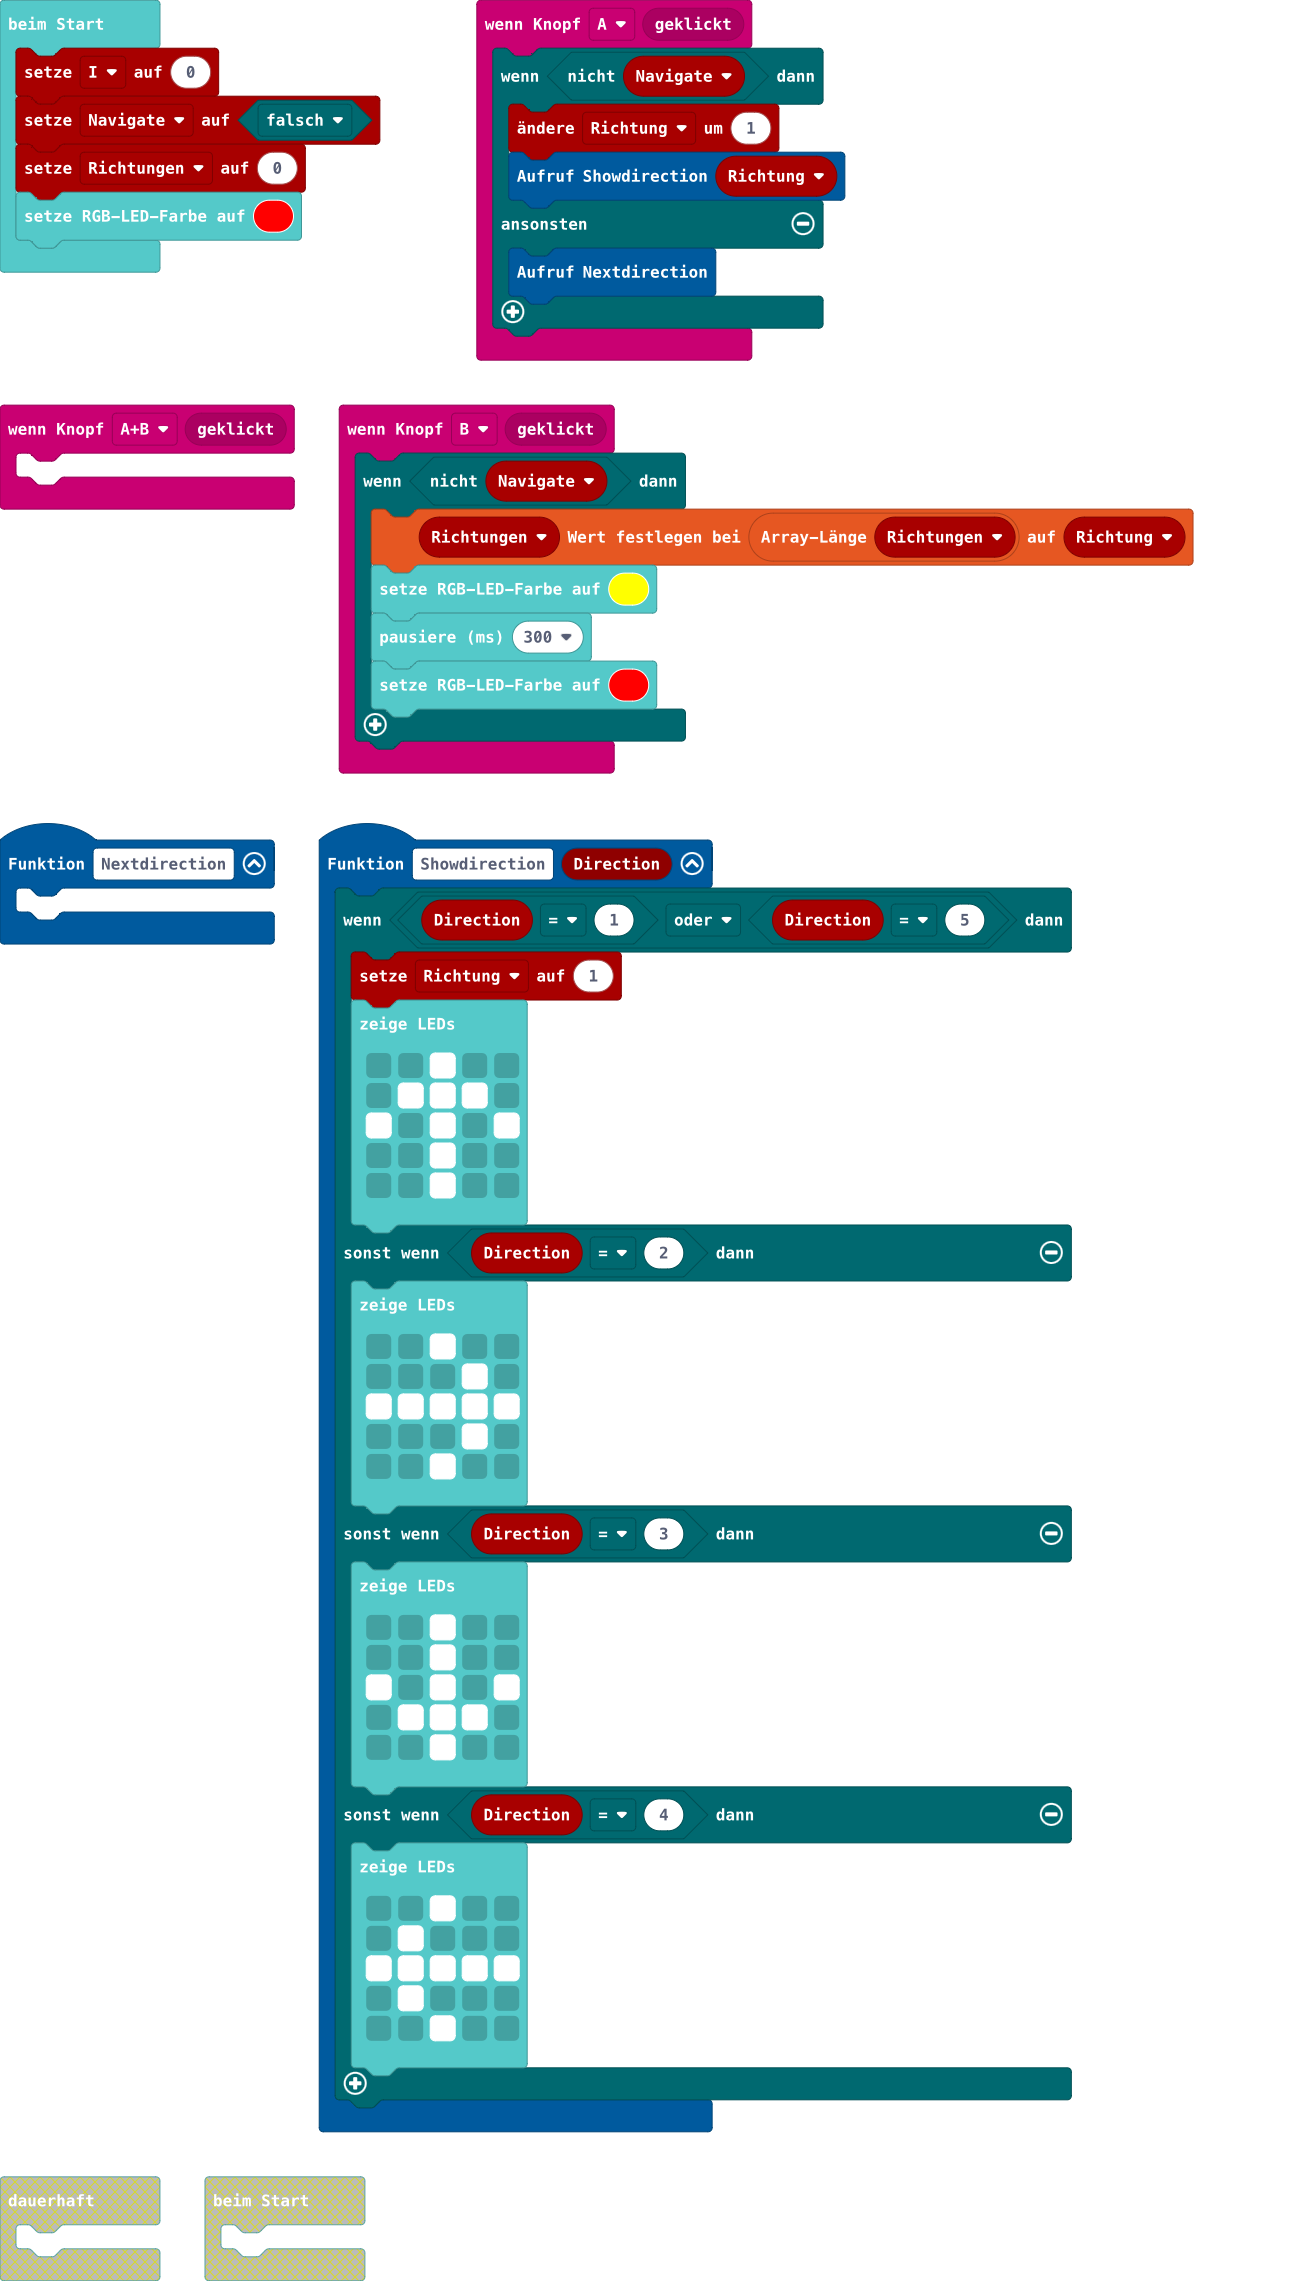 beim Start
setze I auf 0
setze Navigate auf falsch
setze Richtungen auf 0
setze RGB-LED-Farbe auf
wenn Knopf A geklickt
wenn nicht Navigate dann
ändere Richtung um 1
Aufruf Showdirection Richtung
ansonsten
Aufruf Nextdirection
wenn Knopf A+B geklickt
wenn Knopf B geklickt
wenn nicht Navigate dann
Richtungen Wert festlegen bei Array-Länge Richtungen auf Richtung
setze RGB-LED-Farbe auf
pausiere (ms) 300
setze RGB-LED-Farbe auf
Funktion Nextdirection
Funktion Showdirection Direction
wenn Direction = 1 oder Direction = 5 dann
setze Richtung auf 1
zeige LEDs
sonst wenn Direction = 2 dann
zeige LEDs
sonst wenn Direction = 3 dann
zeige LEDs
sonst wenn Direction = 4 dann
zeige LEDs
dauerhaft
beim Start